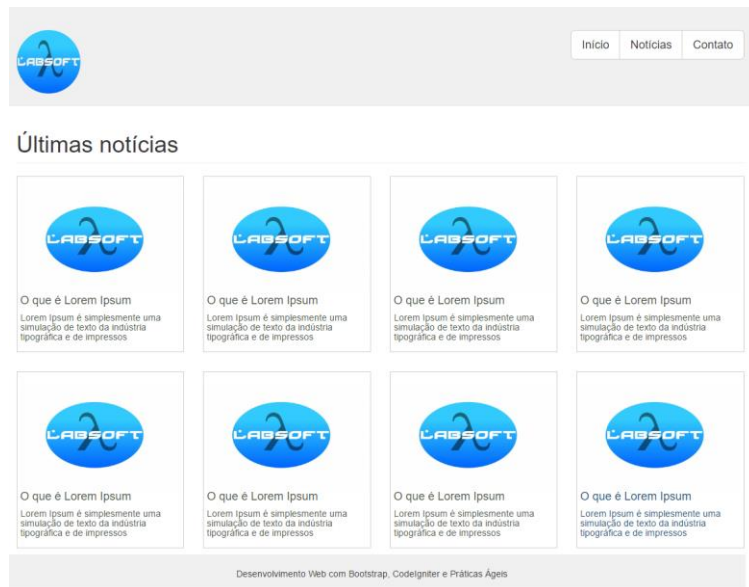 LABSOFT
Início Notícias Contato
Últimas notícias
LABSOFT LABSOFT LABSOFT LABSOFT
O que é Lorem Ipsum O que é Lorem Ipsum O que é Lorem Ipsum O que é Lorem Ipsum
Lorem Ipsum é simplesmente uma Lorem Ipsum é simplesmente uma Lorem Ipsum é simplesmente uma Lorem Ipsum é simplesmente uma
simulação de texto da indústria simulação de texto da indústria simulação de texto da indústria simulação de texto da indústria
tipográfica e de impressos tipográfica e de impressos tipográfica e de impressos tipográfica e de impressos
LABSOFT LABSOFT LABSOFT LABSOFT
O que é Lorem Ipsum O que é Lorem Ipsum O que é Lorem Ipsum O que é Lorem Ipsum
Lorem Ipsum é simplesmente uma Lorem Ipsum é simplesmente uma Lorem Ipsum é simplesmente uma Lorem Ipsum é simplesmente uma
simulação de texto da indústria simulação de texto da indústria simulação de texto da indústria simulação de texto da indústria
tipográfica e de impressos tipográfica e de impressos tipográfica e de impressos tipográfica e de impressos
Desenvolvimento Web com Bootstrap, CodeIgniter e Práticas Ágeis